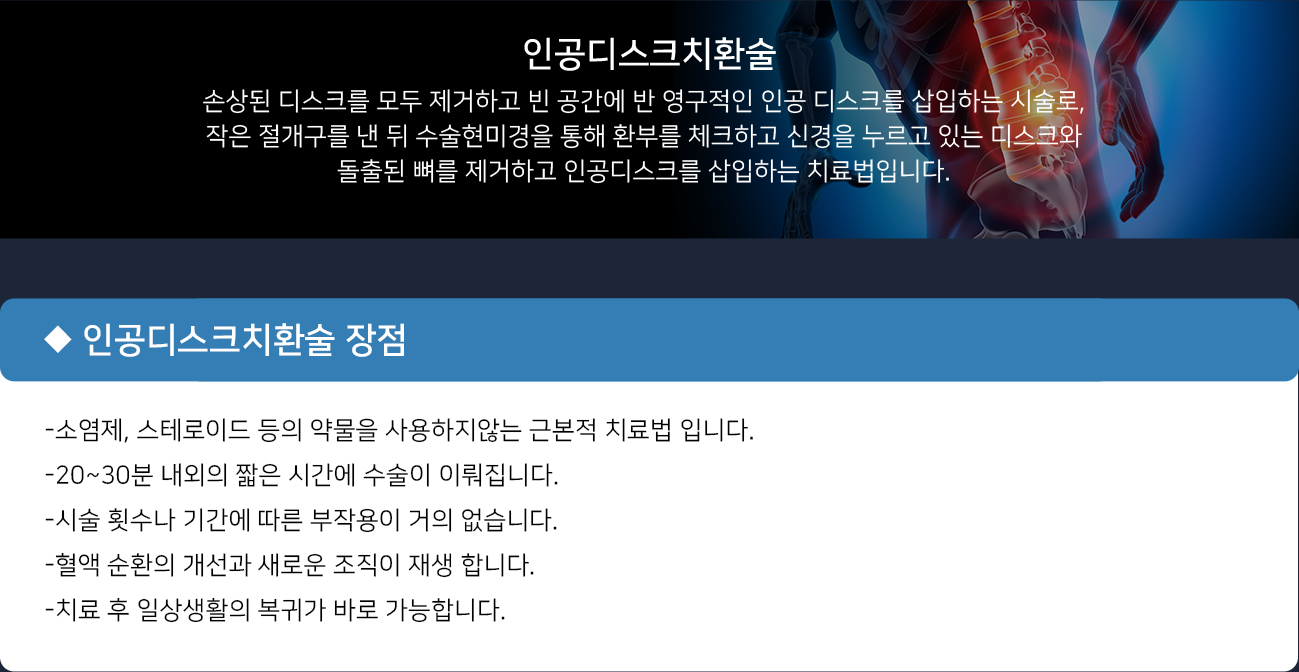 인공디스크치환술
손상된 디스크를 모두 제거하고 빈 공간에 반 영구적인 인공 디스크를 삽입하는 시술로,
작은 절개구를 낸 뒤 수술현미경을 통해 환부를 체크하고 신경을 누르고 있는 디스크와
돌출된 뼈를 제거하고 인공디스크를 삽입하는 치료법입니다.
◆ 인공디스크치환술 장점
-소염제, 스테로이드 등의 약물을 사용하지않는 근본적 치료법 입니다.
-20~30분 내외의 짧은 시간에 수술이 이뤄집니다.
-시술 횟수나 기간에 따른 부작용이 거의 없습니다.
-혈액 순환의 개선과 새로운 조직이 재생 합니다.
-치료 후 일상생활의 복귀가 바로 가능합니다.